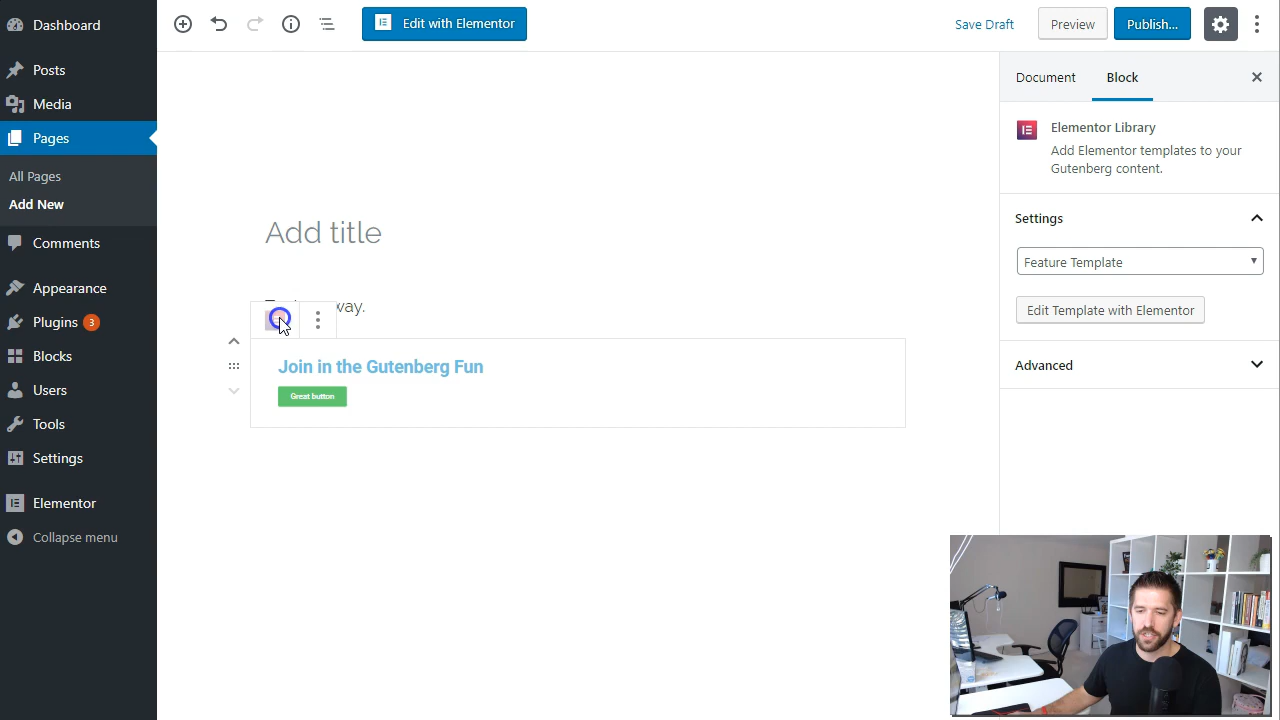 Dashboard
Posts
Media
Pages
All Pages
Add New
Comments
Appearance
Plugins 3
Blocks
Users
Tools
Settings
Elementor
Collapse menu
Edit with Elementor
Save Draft
Preview
Publish...
Add title
way.
Join in the Gutenberg Fun
Great button
Document
Block
Elementor Library
Add Elementor templates to your
Gutenberg content.
Settings
Feature Template
Edit Template with Elementor
Advanced